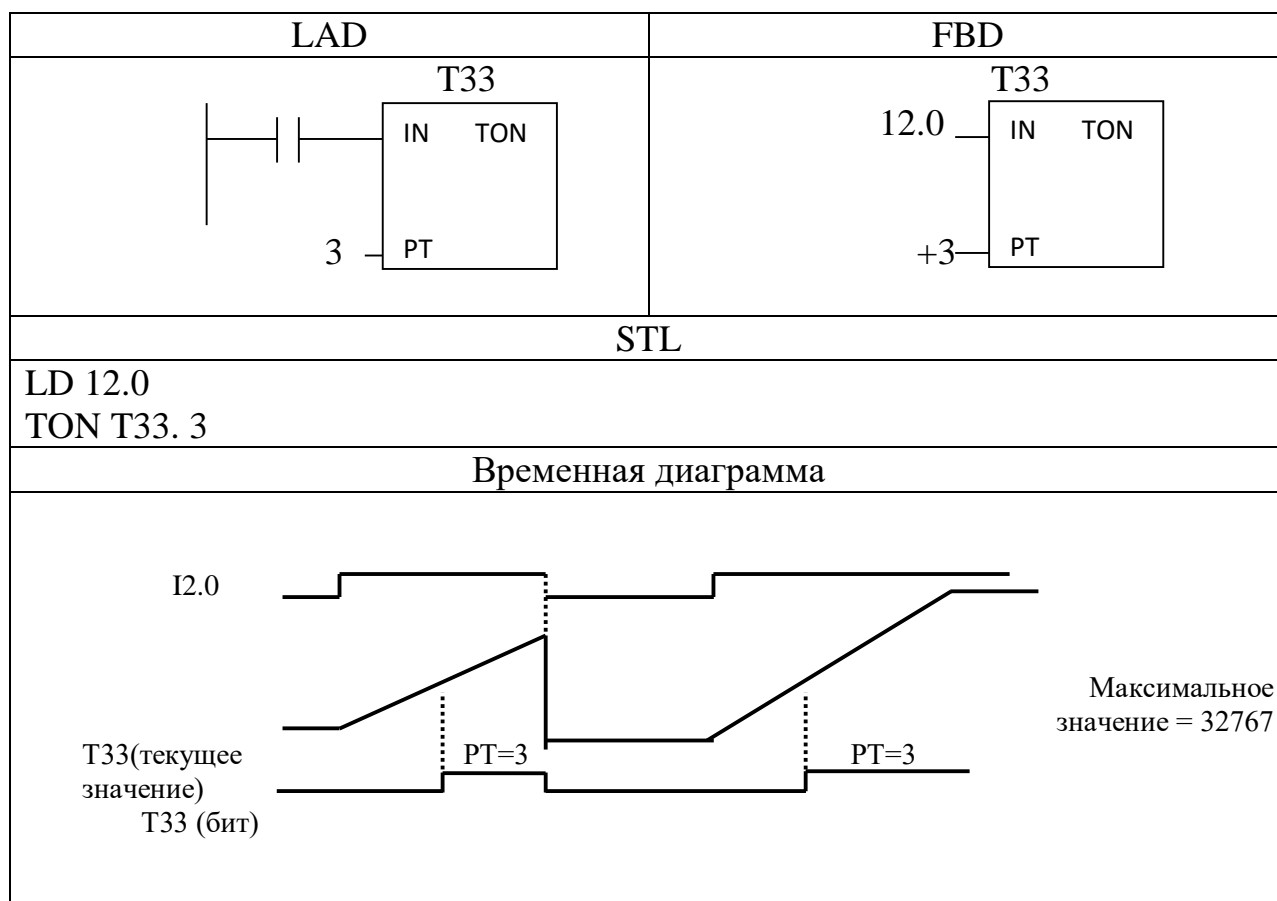 LAD
FBD
T33
IN TON
3 PT
T33
12.0 IN TON
+3 PT
STL
LD 12.0
TON T33. 3
Временная диаграмма
I2.0
Максимальное
значение = 32767
T33(текущее
значение)
PT=3
PT=3
T33 (бит)